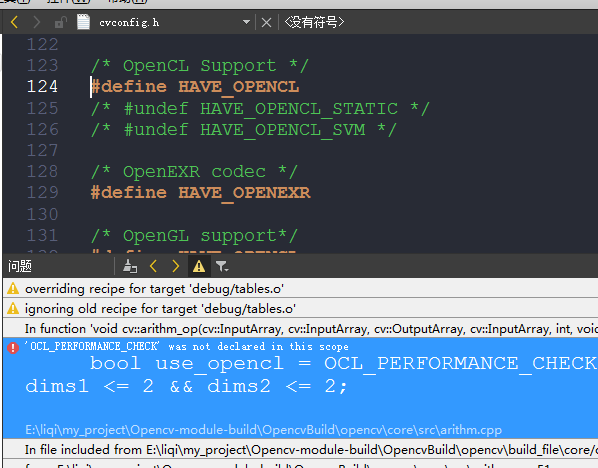 cvconfig.h
<没有符号>
122
123 /* OpenCL Support */
124 #define HAVE_OPENCL
125 /* #undef HAVE_OPENCL_STATIC */
126 /* #undef HAVE_OPENCL_SVM */
127
128 /* OpenEXR codec */
129 #define HAVE_OPENEXR
130
131 /* OpenGL support*/
问题
overriding recipe for target 'debug/tables.o'
ignoring old recipe for target 'debug/tables.o'
In function 'void cv::arithm_op(cv::InputArray, cv::InputArray, cv::OutputArray, cv::InputArray, int, void
'OCL_PERFORMANCE_CHECK' was not declared in this scope
bool use_opencl = OCL_PERFORMANCE_CHECK
dims1 <= 2 && dims2 <= 2;
E:\liqi\my_project\Opencv-module-build\OpencvBuild\opencv\core\src\arithm.cpp
In file included from E:\liqi\my_project\Opencv-module-build\OpencvBuild\opencv\build_file\core/